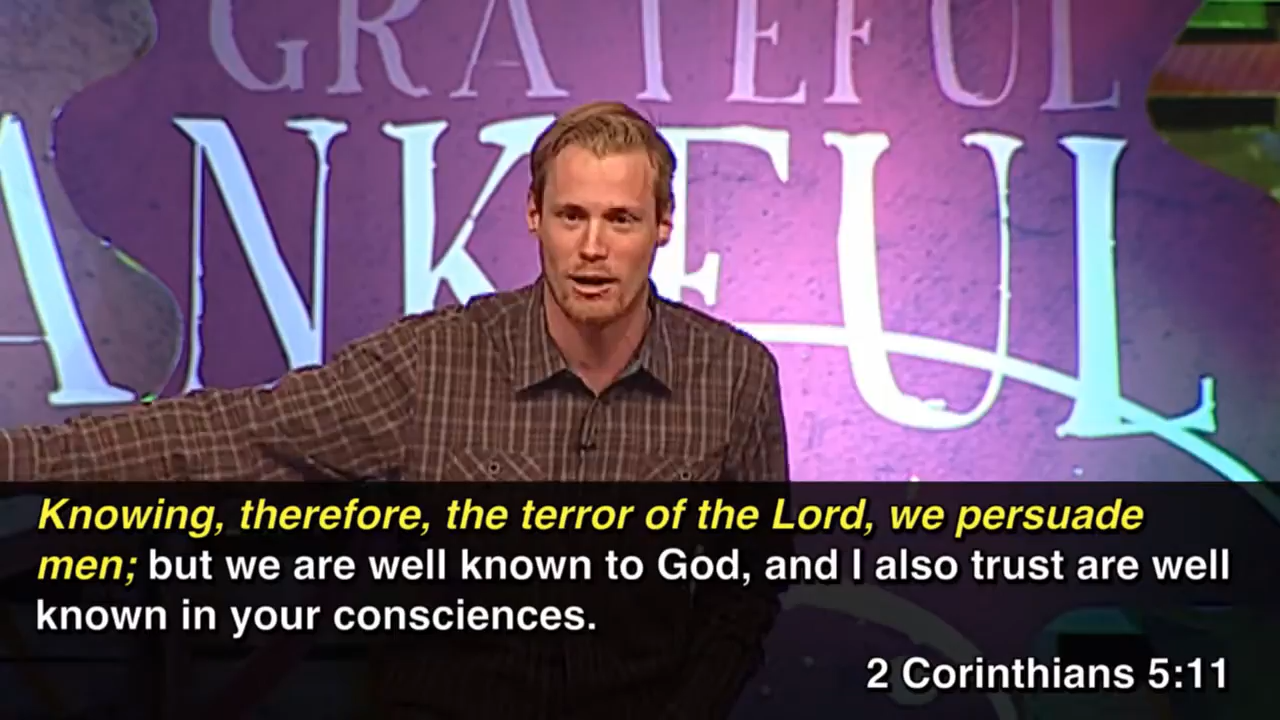 GRATEFUL
ANKFUL
Knowing, therefore, the terror of the Lord, we persuade
men; but we are well known to God, and I also trust are well
known in your consciences.
2 Corinthians 5:11